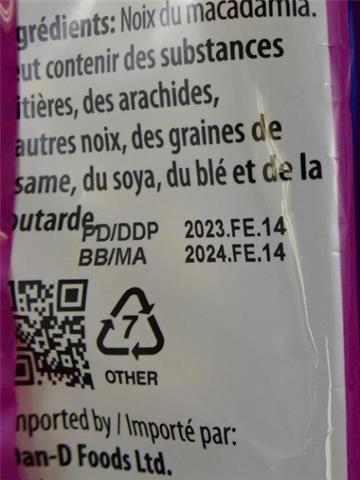 grédients: Noix du macadamia.
eut contenir des substances
itières, des arachides,
autres noix, des graines de
same, du soya, du blé et de la
outarde
PD/DDP 2023.FE.14
BB/MA 2024.FE.14
7
OTHER
mported by / Importé par:
Dan-D Foods Ltd.